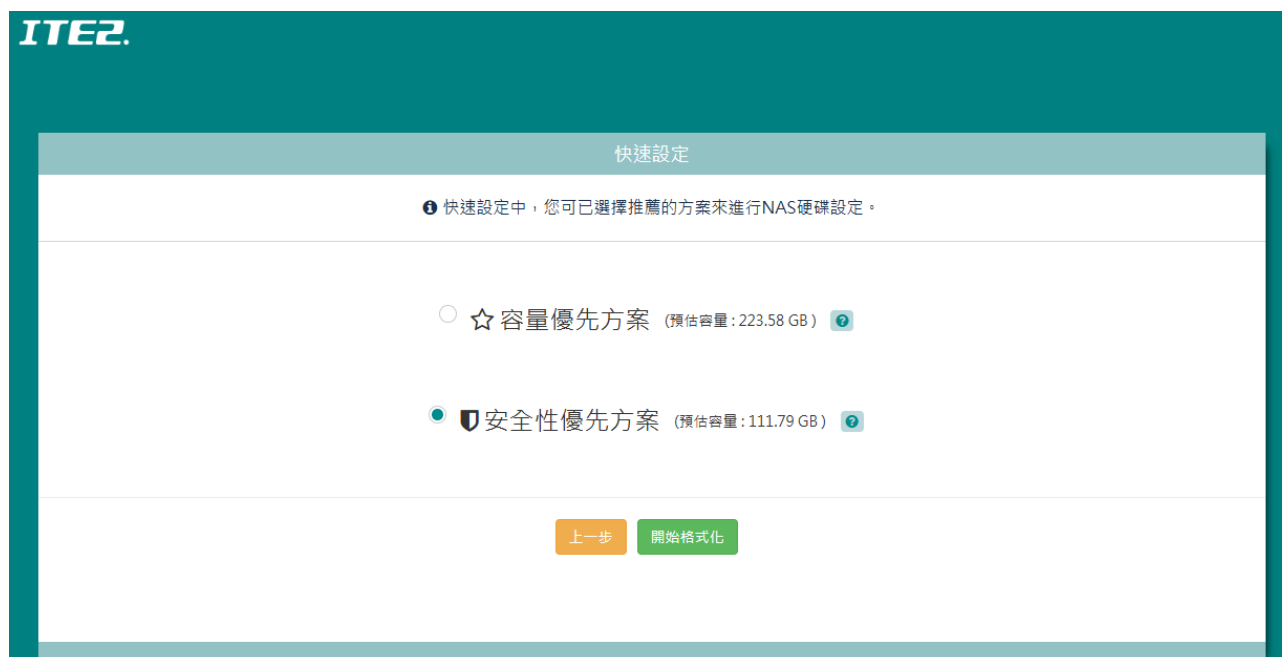 ITE2.
快速設定
快速設定中，您可已選擇推薦的方案來進行NAS硬碟設定。
容量優先方案 (預估容量 : 223.58 GB )
安全性優先方案 (預估容量 : 111.79 GB )
上一步 開始格式化